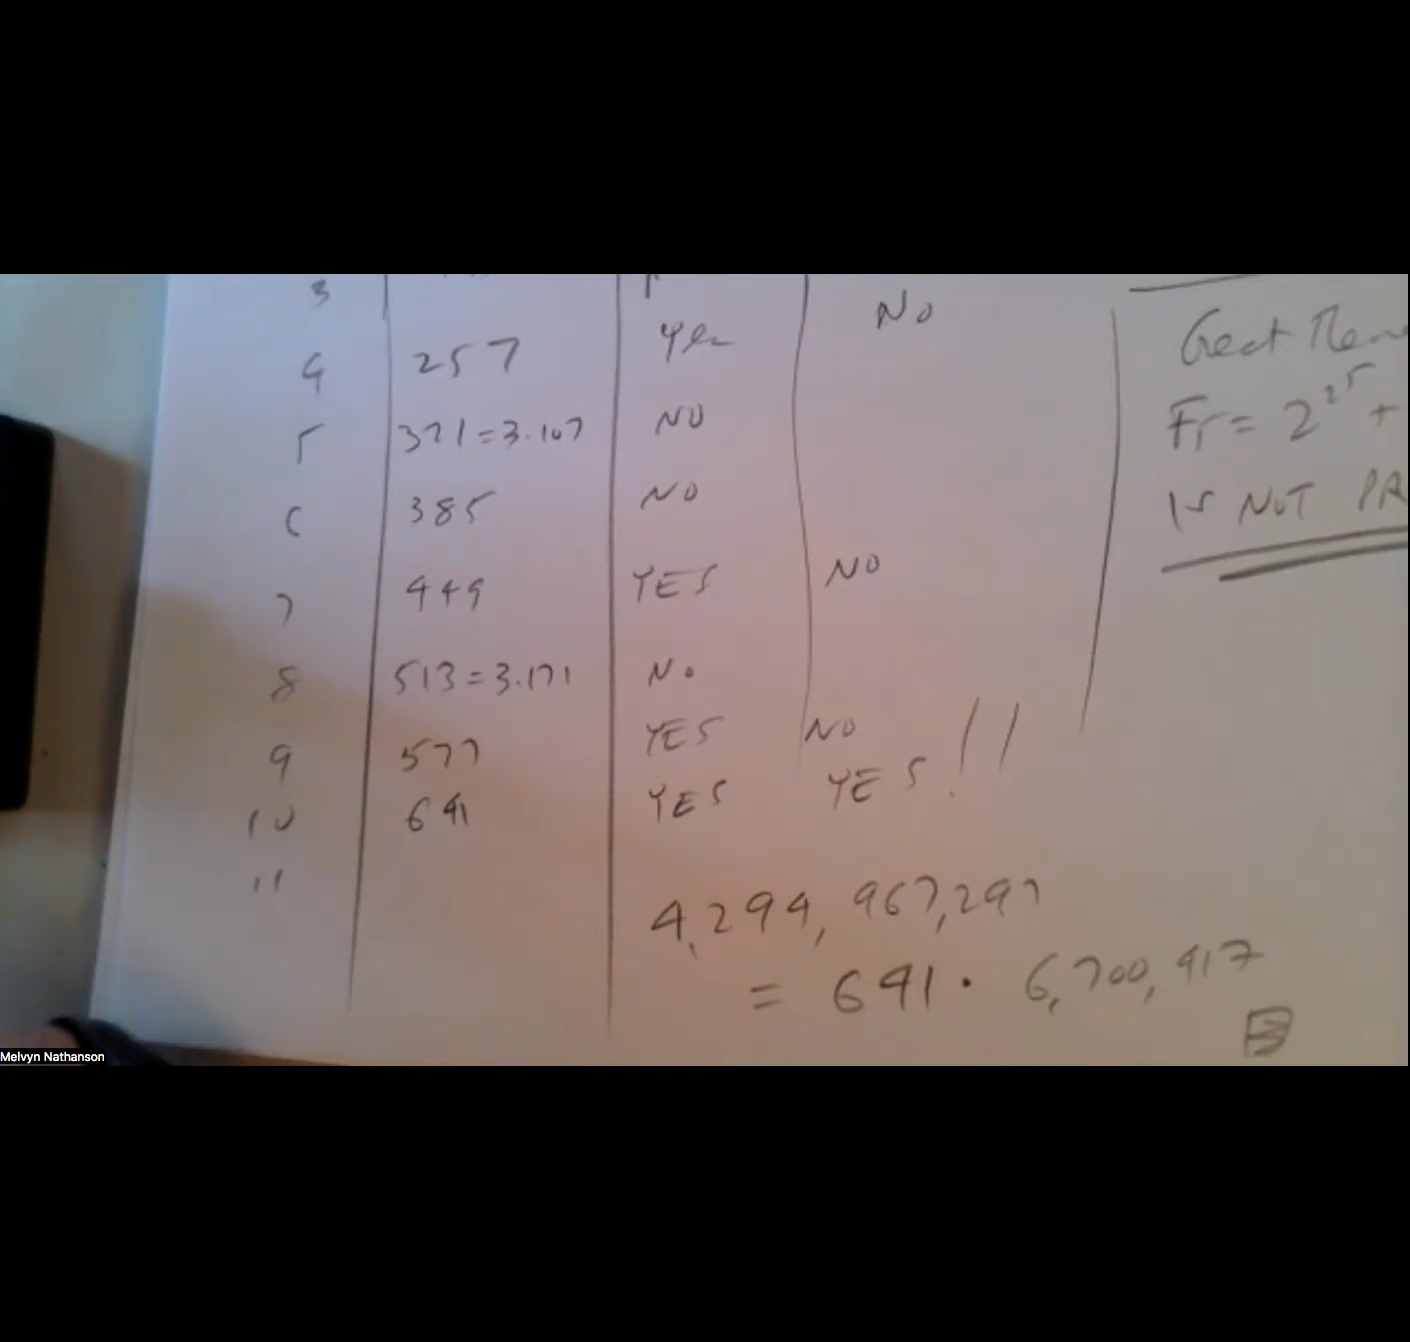 3
NO
4 257 Yes
5 321=3.107 NO
6 385 NO
7 449 YES NO
8 513=3.171 No
9 577 YES NO
10 641 YES YES!!
11
4,294,967,297
= 641 · 6,700,417
Great
F5 = 2^2^5 +
IS NOT PR
Melvyn Nathanson